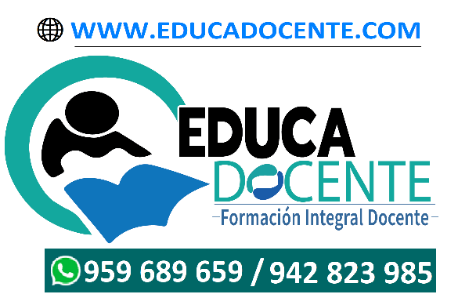 WWW.EDUCADOCENTE.COM
EDUCA
DOCENTE
-Formación Integral Docente-
959 689 659 / 942 823 985